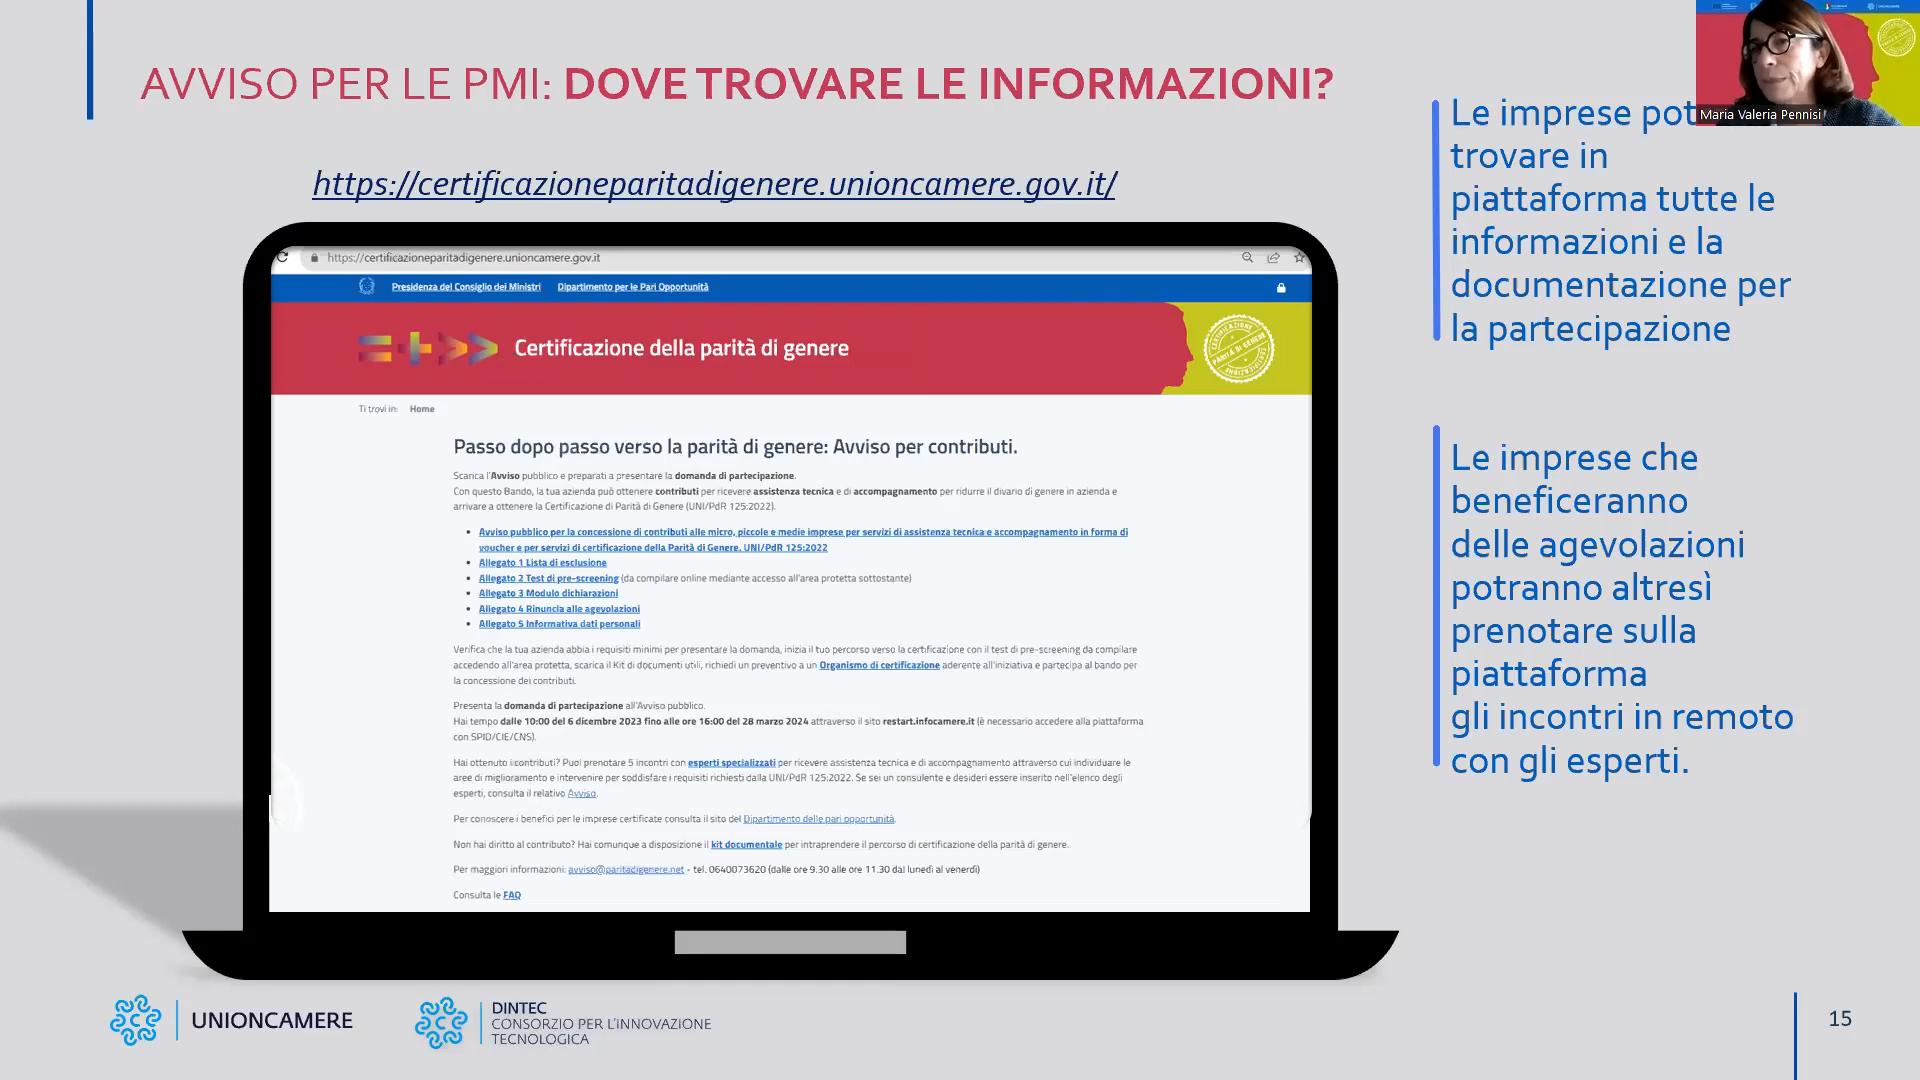 AVVISO PER LE PMI: DOVE TROVARE LE INFORMAZIONI?
https://certificazioneparitadigenere.unioncamere.gov.it/
https://certificazioneparitadigenere.unioncamere.gov.it
Presidenza del Consiglio dei Ministri Dipartimento per le Pari Opportunità
Certificazione della parità di genere
CERTIFICAZIONE
PARITÀ DI GENERE
CERTIFICAZIONE
Ti trovi in: Home
Passo dopo passo verso la parità di genere: Avviso per contributi.
Scarica l'Avviso pubblico e preparati a presentare la domanda di partecipazione.
Con questo Bando, la tua azienda può ottenere contributi per ricevere assistenza tecnica e di accompagnamento per ridurre il divario di genere in azienda e
arrivare a ottenere la Certificazione di Parità di Genere (UNI/PdR 125:2022).
Avviso pubblico per la concessione di contributi alle micro, piccole e medie imprese per servizi di assistenza tecnica e accompagnamento in forma di
voucher e per servizi di certificazione della Parità di Genere. UNI/PdR 125:2022
Allegato 1 Lista di esclusione
Allegato 2 Test di pre-screening (da compilare online mediante accesso all'area protetta sottostante)
Allegato 3 Modulo dichiarazioni
Allegato 4 Rinuncia alle agevolazioni
Allegato 5 Informativa dati personali
Verifica che la tua azienda abbia i requisiti minimi per presentare la domanda, inizia il tuo percorso verso la certificazione con il test di pre-screening da compilare
accedendo all'area protetta, scarica il Kit di documenti utili, richiedi un preventivo a un Organismo di certificazione aderente all'iniziativa e partecipa al bando per
la concessione dei contributi.
Presenta la domanda di partecipazione all'Avviso pubblico.
Hai tempo dalle 10:00 del 6 dicembre 2023 fino alle ore 16:00 del 28 marzo 2024 attraverso il sito restart.infocamere.it (è necessario accedere alla piattaforma
con SPID/CIE/CNS).
Hai ottenuto i contributi? Puoi prenotare 5 incontri con esperti specializzati per ricevere assistenza tecnica e di accompagnamento attraverso cui individuare le
aree di miglioramento e intervenire per soddisfare i requisiti richiesti dalla UNI/PdR 125:2022. Se sei un consulente e desideri essere inserito nell'elenco degli
esperti, consulta il relativo Avviso.
Per conoscere i benefici per le imprese certificate consulta il sito del Dipartimento delle pari opportunità.
Non hai diritto al contributo? Hai comunque a disposizione il kit documentale per intraprendere il percorso di certificazione della parità di genere.
Per maggiori informazioni: avviso@paritadigenere.net - tel. 0640073620 (dalle ore 9.30 alle ore 11.30 dal lunedì al venerdì)
Consulta le FAQ
UNIONCAMERE
Maria Valeria Pennisi
Le imprese pot
trovare in
piattaforma tutte le
informazioni e la
documentazione per
la partecipazione
Le imprese che
beneficeranno
delle agevolazioni
potranno altresì
prenotare sulla
piattaforma
gli incontri in remoto
con gli esperti.
UNIONCAMERE
DINTEC
CONSORZIO PER L'INNOVAZIONE
TECNOLOGICA
15